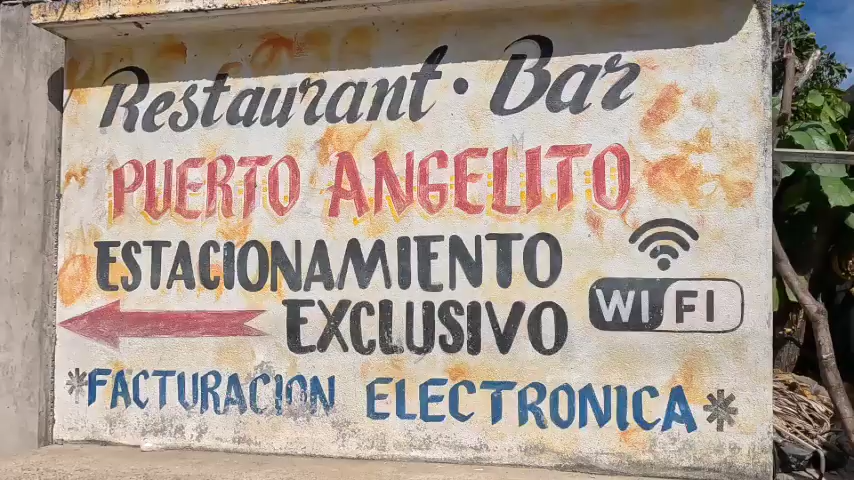 Restaurant · Bar
PUERTO ANGELITO
ESTACIONAMIENTO
EXCLUSIVO
WI FI
*FACTURACION ELECTRONICA*